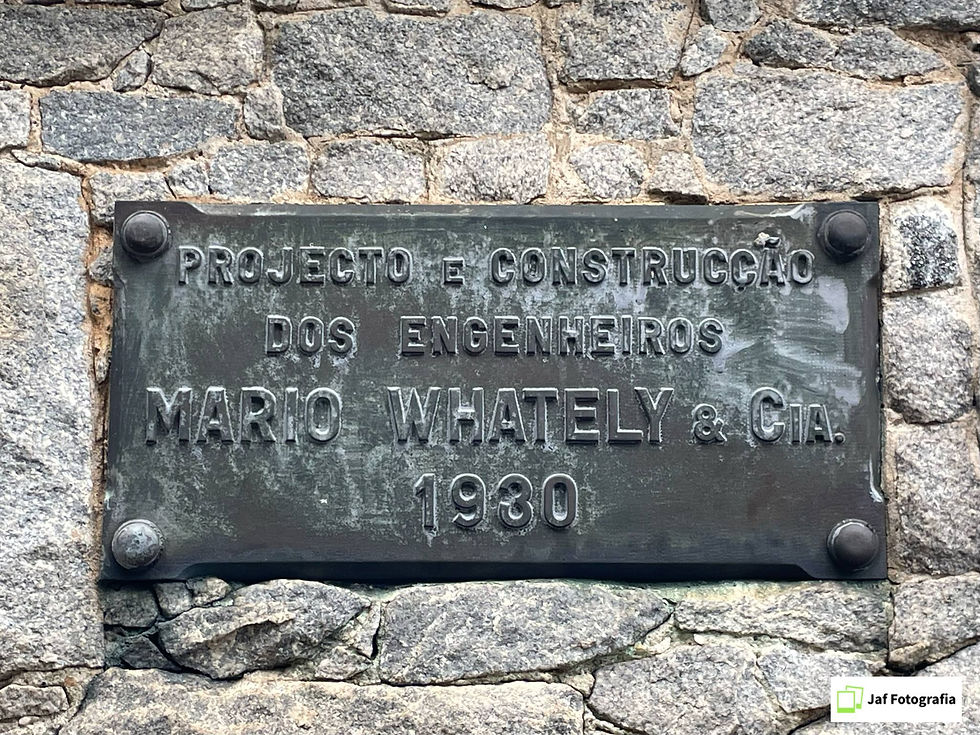 PROJECTO E CONSTRUCÇÃO
DOS ENGENHEIROS
MARIO WHATELY & CIA.
1930
Jaf Fotografia